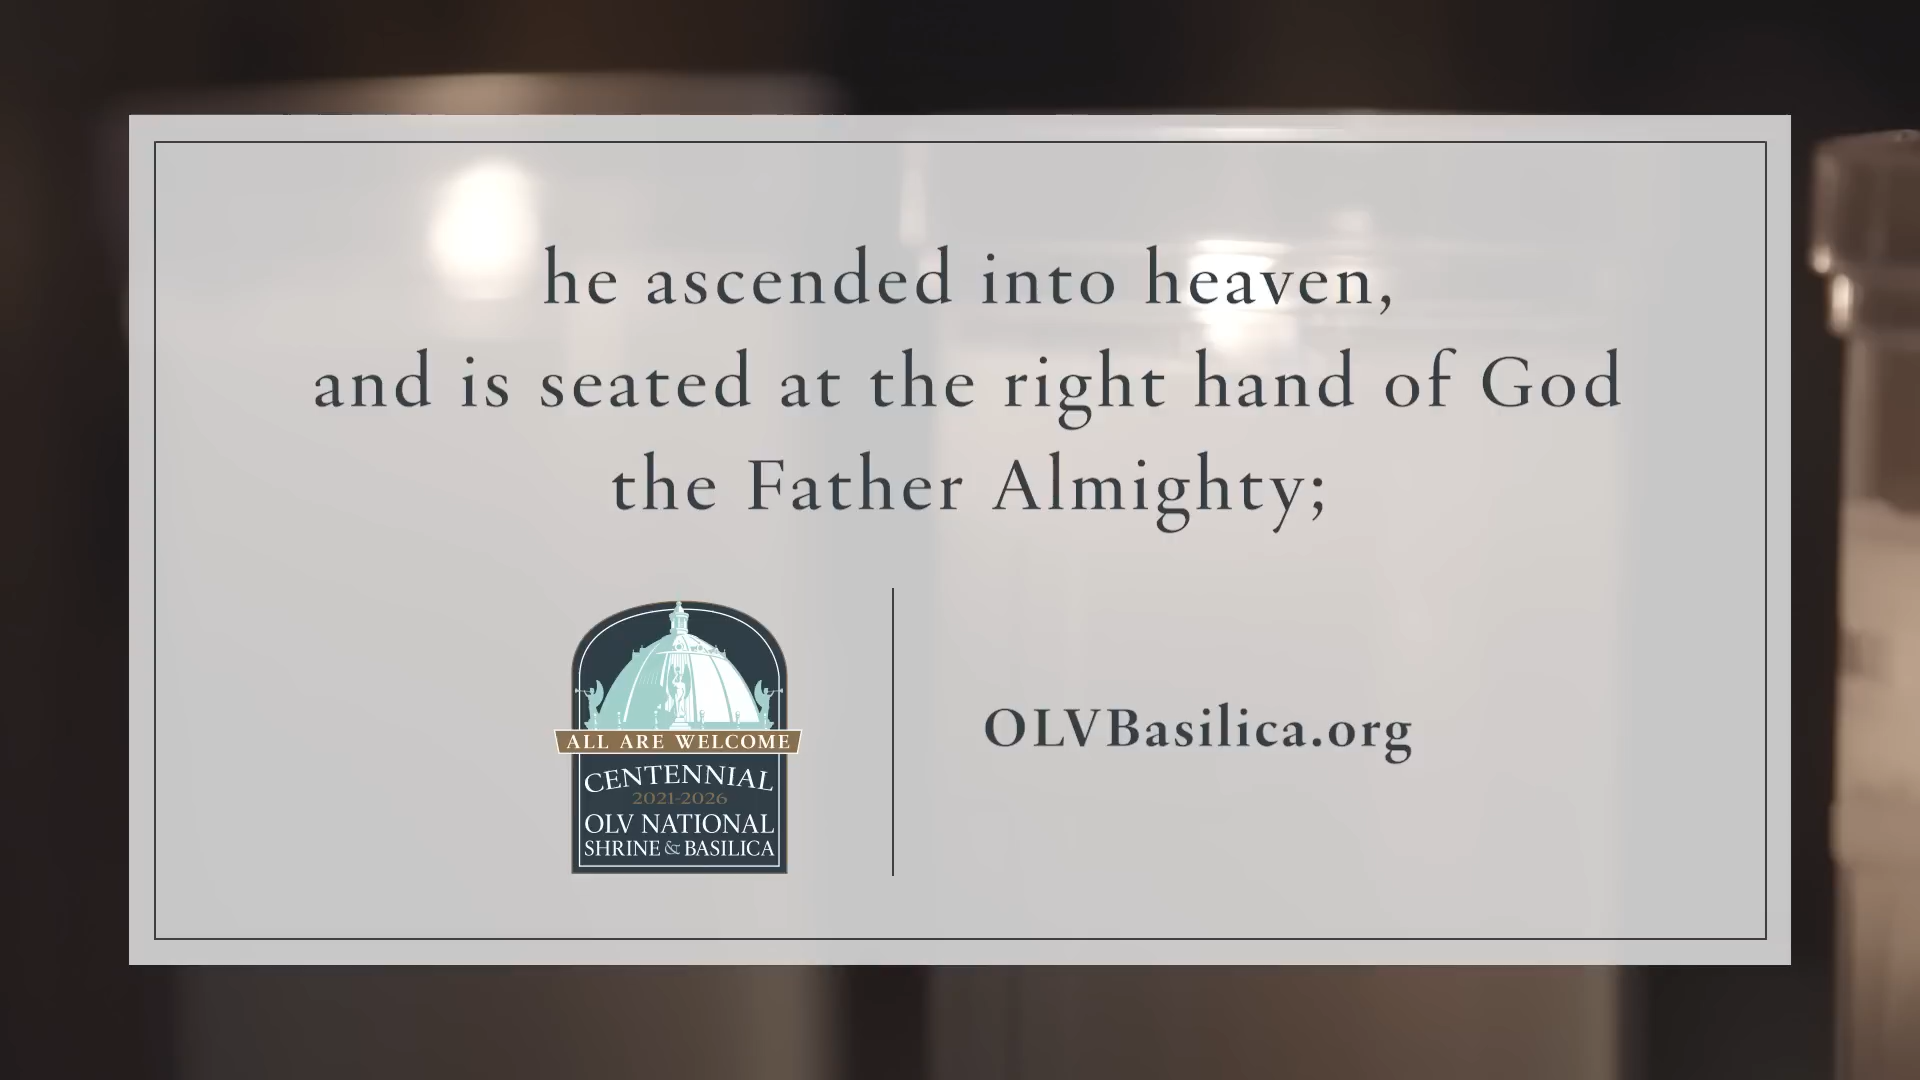 he ascended into heaven,
and is seated at the right hand of God
the Father Almighty;
ALL ARE WELCOME
CENTENNIAL
2021-2026
OLV NATIONAL
SHRINE & BASILICA
OLVBasilica.org